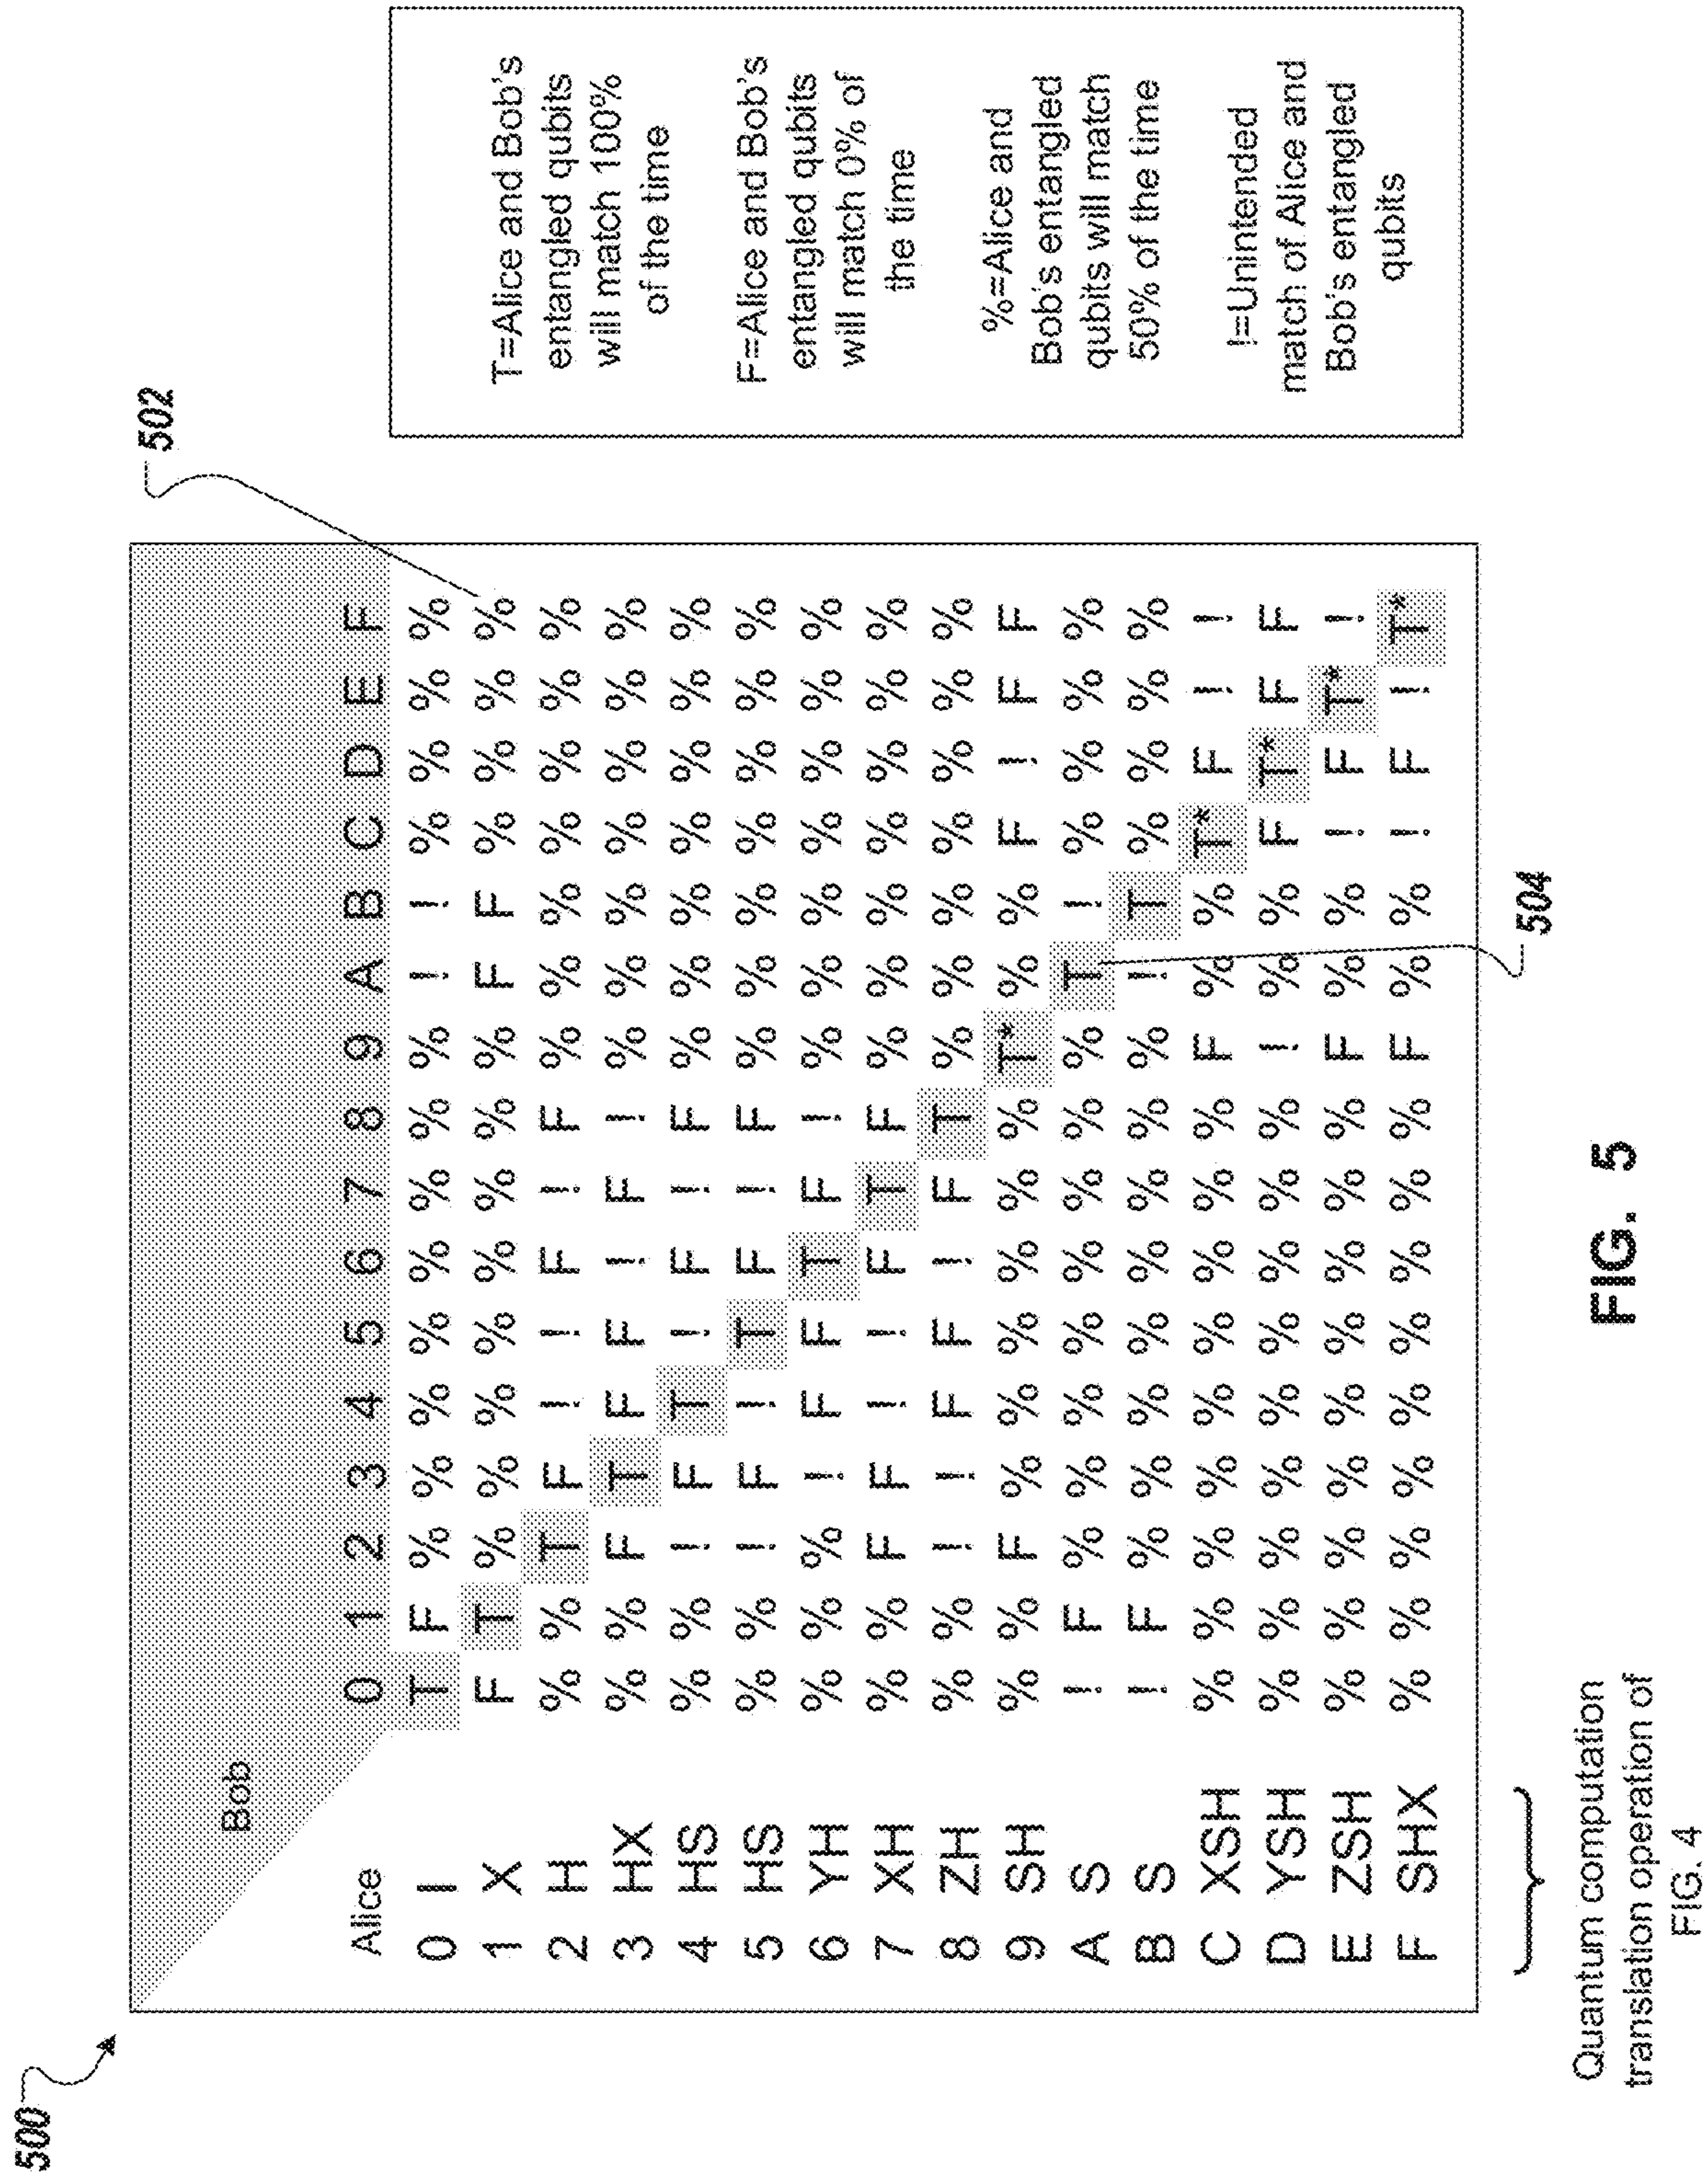 500
Bob
Alice
0 1 2 3 4 5 6 7 8 9 A B C D E F
0 I T F % % % % % % % % ! ! % % % %
1 X F T % % % % % % % % F F % % % %
2 H % % T F ! ! F ! F % % % % % % %
3 HX % % F T F F ! F ! % % % % % % %
4 HS % % ! F T ! F ! F % % % % % % %
5 HS % % ! F ! T F ! F % % % % % % %
6 YH % % % ! F F T F ! % % % % % % %
7 XH % % F F ! ! F T F % % % % % % %
8 ZH % % ! ! F F ! F T % % % % % % %
9 SH % % F % % % % % % T* % % F ! F F
A S ! F % % % % % % % % T ! % % % %
B S ! F % % % % % % % % ! T % % % %
C XSH % % % % % % % % % F % % T* F ! !
D YSH % % % % % % % % % ! % % F T* F F
E ZSH % % % % % % % % % F % % ! F T* !
F SHX % % % % % % % % % F % % ! F ! T*
502
504
T=Alice and Bob's
entangled qubits
will match 100%
of the time
F=Alice and Bob's
entangled qubits
will match 0% of
the time
%=Alice and
Bob's entangled
qubits will match
50% of the time
!=Unintended
match of Alice and
Bob's entangled
qubits
Quantum computation
translation operation of
FIG. 4
FIG. 5